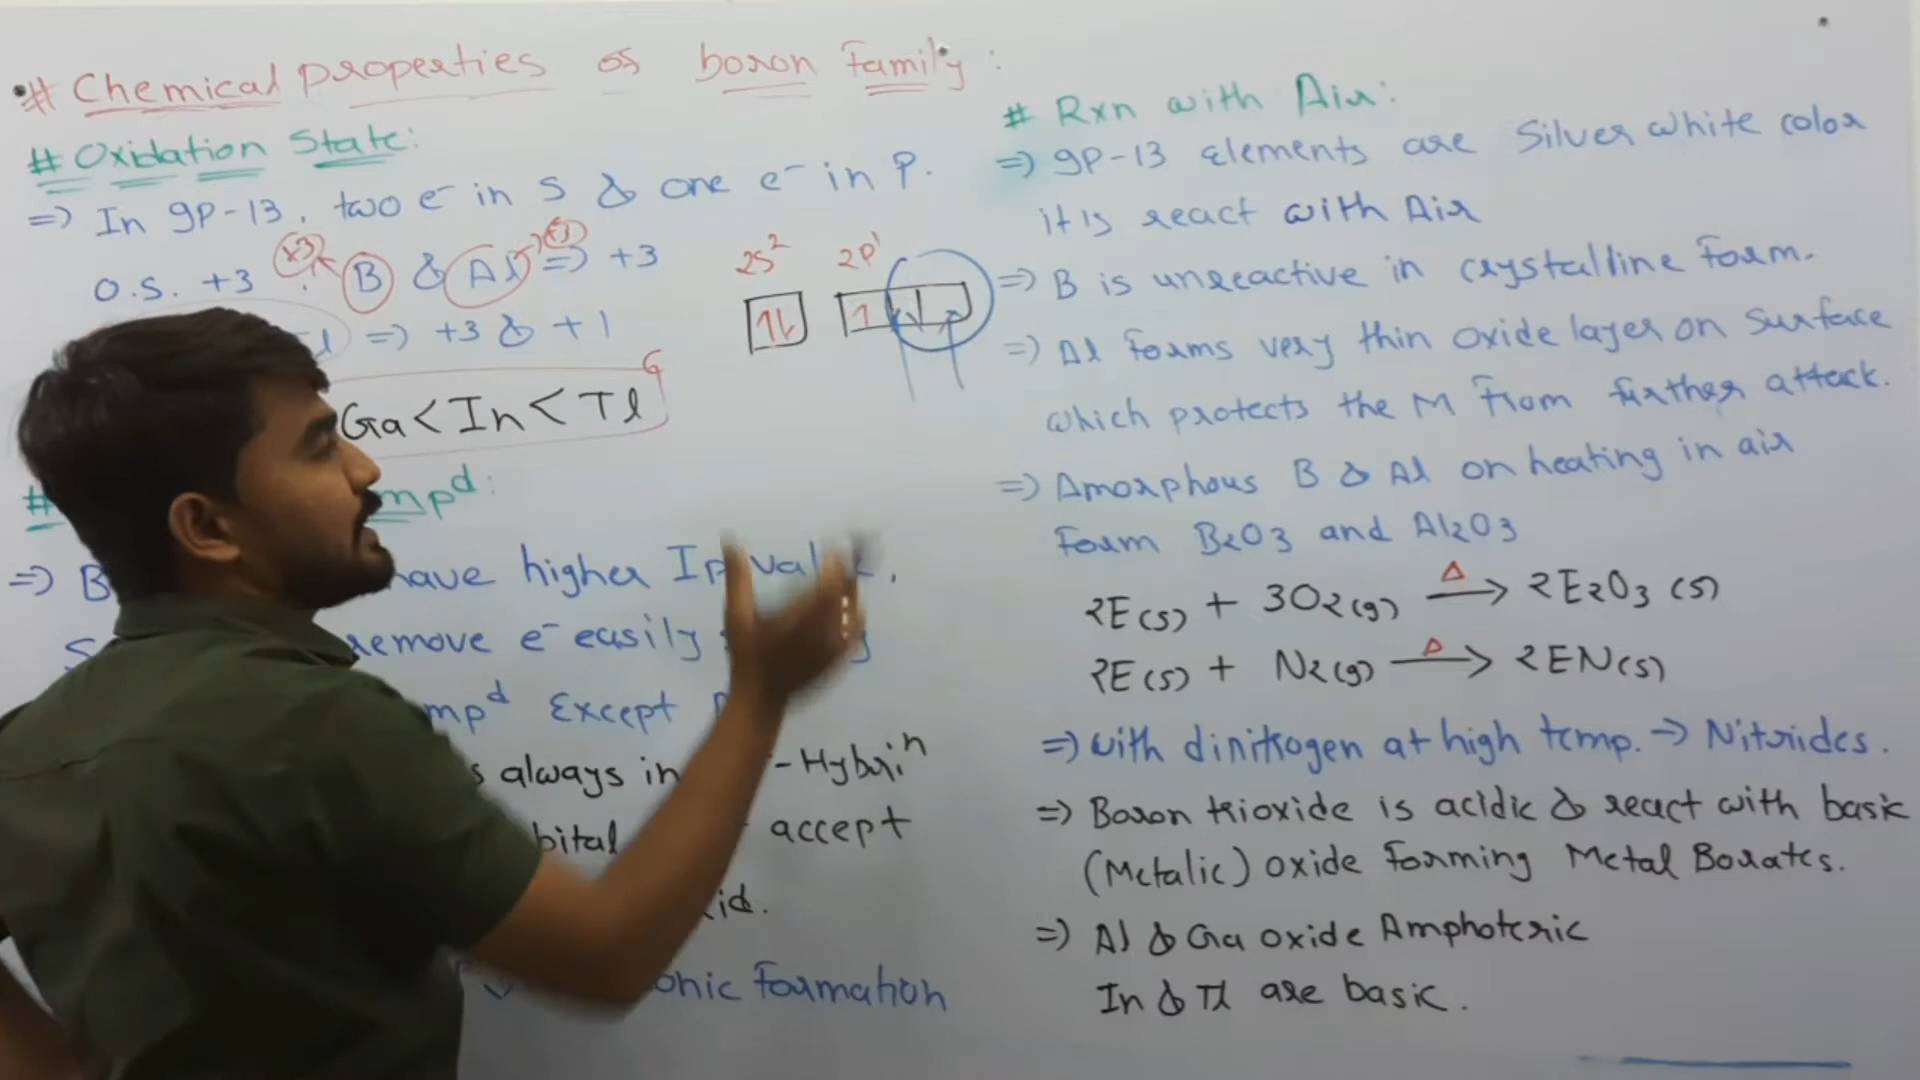 # Chemical properties of boron Family :
# Oxidation State:
=> In gp-13, two e⁻ in S & one e⁻ in P.
O.S. +3 +3 B & Al +3 => +3
=> +3 & +1
Ga < In < Tl
2S² 2P¹
1↓ 1
#
mpᵈ:
=> B have higher IP
remove e⁻ easily
mpᵈ Except
always in - Hybriⁿ
accept
Formation
# Rxn with Air:
=> gp-13 Elements are Silver white color
it is react with Air
=> B is unreactive in crystalline Form.
=> Al Forms very thin oxide layer on Surface
which protects the M From further attack.
=> Amorphous B & Al on heating in air
Form B2O3 and Al2O3
2E(s) + 3O2(g) Δ→ 2E2O3 (s)
2E(s) + N2(g) Δ→ 2EN(s)
=> with dinitrogen at high temp. → Nitrides.
=> Boron trioxide is acidic & react with basic
(Metalic) oxide Forming Metal Borates.
=> Al & Ga oxide Amphoteric
In & Tl are basic.